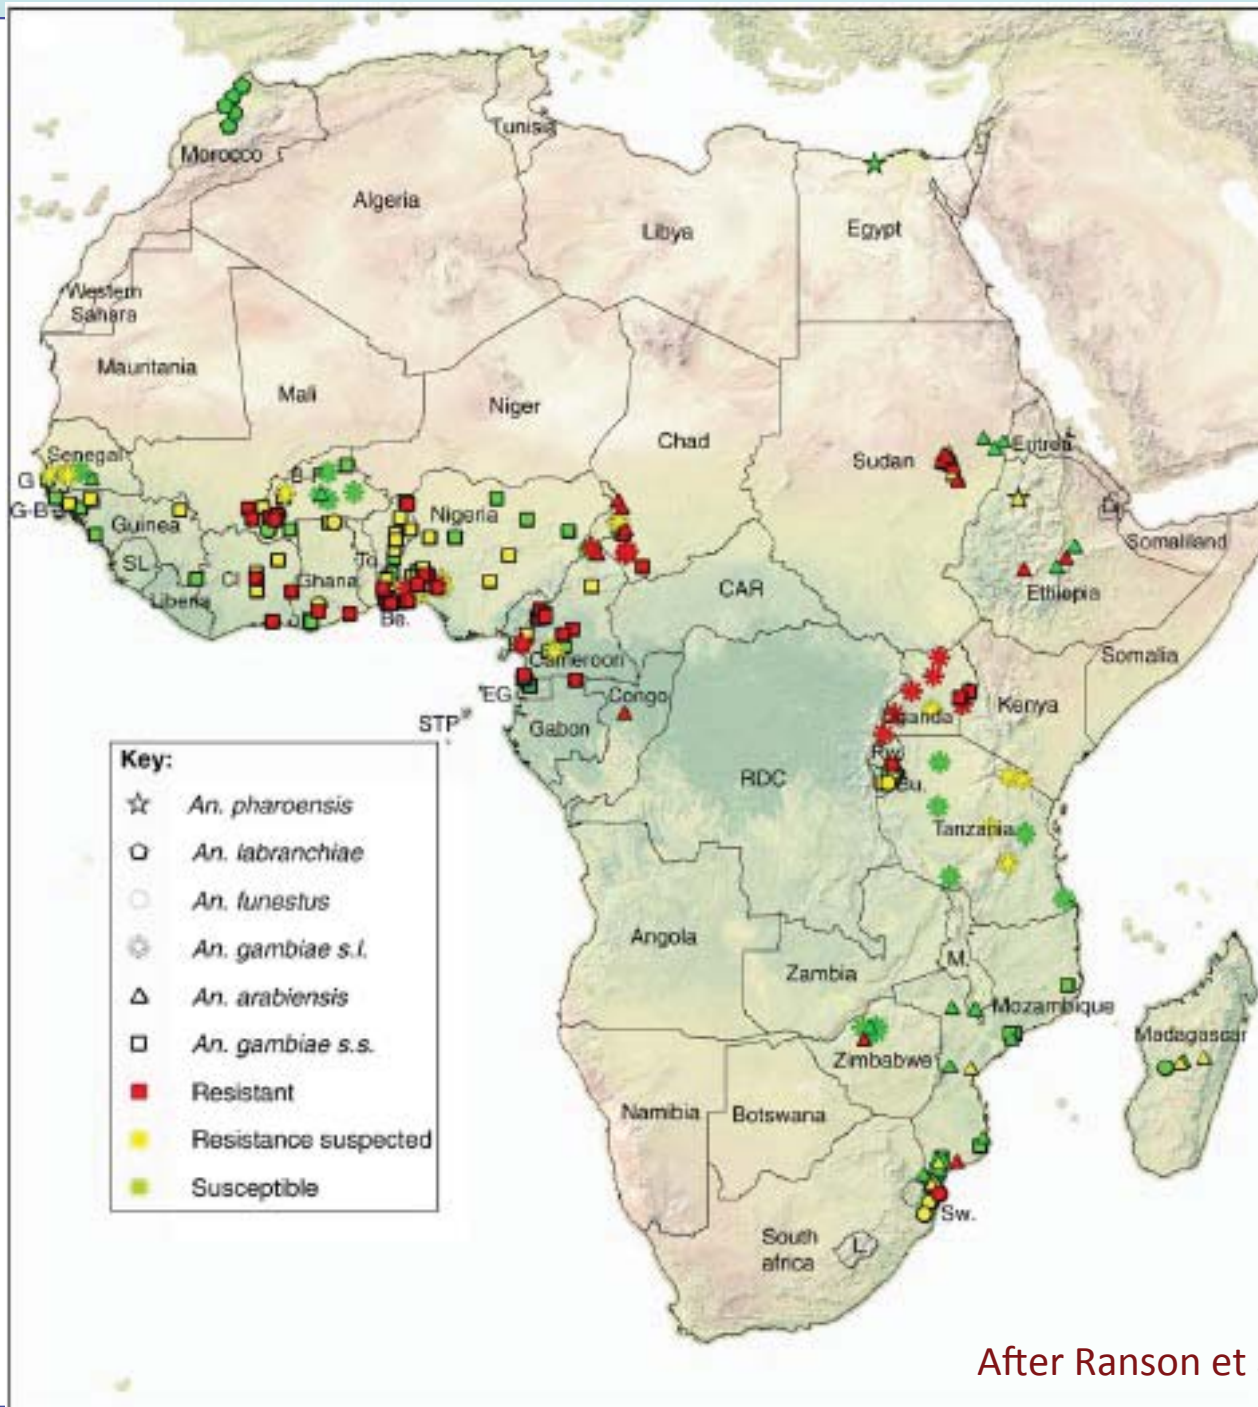 Tunisia
Morocco
Algeria
Libya
Egypt
Western
Sahara
Mauritania
Mali
Niger
Chad
Sudan
Eritrea
Senegal
G
B
D
G-B
Guinea
Nigeria
Somaliland
SL
CI
Ghana
To.
Liberia
Be.
CAR
Ethiopia
Cameroon
Somalia
EG
Congo
Uganda
Kenya
STP
Gabon
Rw.
RDC
Bu.
Tanzania
Angola
Zambia
M.
Mozambique
Madagascar
Zimbabwe
Namibia
Botswana
Sw.
South
africa
L.
Key:
An. pharoensis
An. labranchiae
An. funestus
An. gambiae s.l.
An. arabiensis
An. gambiae s.s.
Resistant
Resistance suspected
Susceptible
After Ranson et